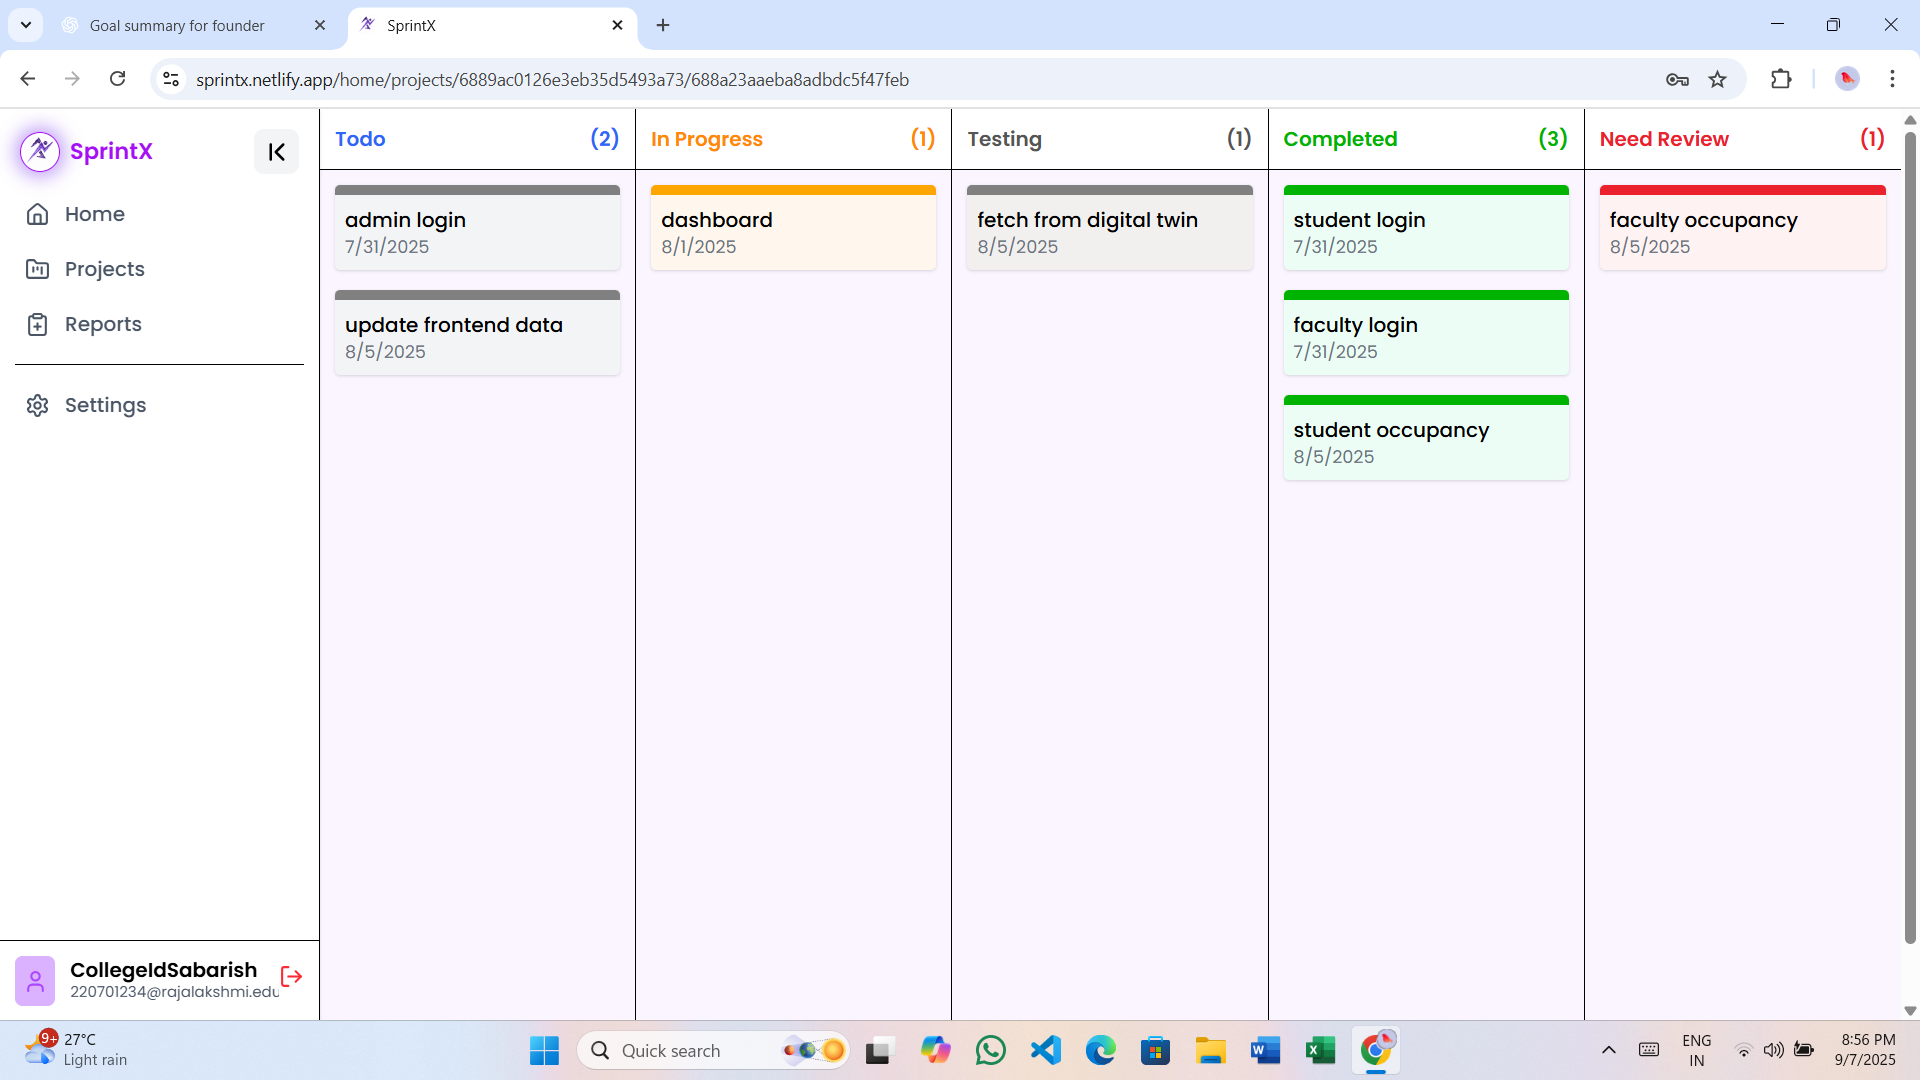 Goal summary for founder
SprintX
sprintx.netlify.app/home/projects/6889ac0126e3eb35d5493a73/688a23aaeba8adbdc5f47feb
SprintX
Home
Projects
Reports
Settings
CollegeIdSabarish
220701234@rajalakshmi.edu
Todo (2)
admin login
7/31/2025
update frontend data
8/5/2025
In Progress (1)
dashboard
8/1/2025
Testing (1)
fetch from digital twin
8/5/2025
Completed (3)
student login
7/31/2025
faculty login
7/31/2025
student occupancy
8/5/2025
Need Review (1)
faculty occupancy
8/5/2025
9+
27°C
Light rain
Quick search
W
X
ENG
IN
8:56 PM
9/7/2025